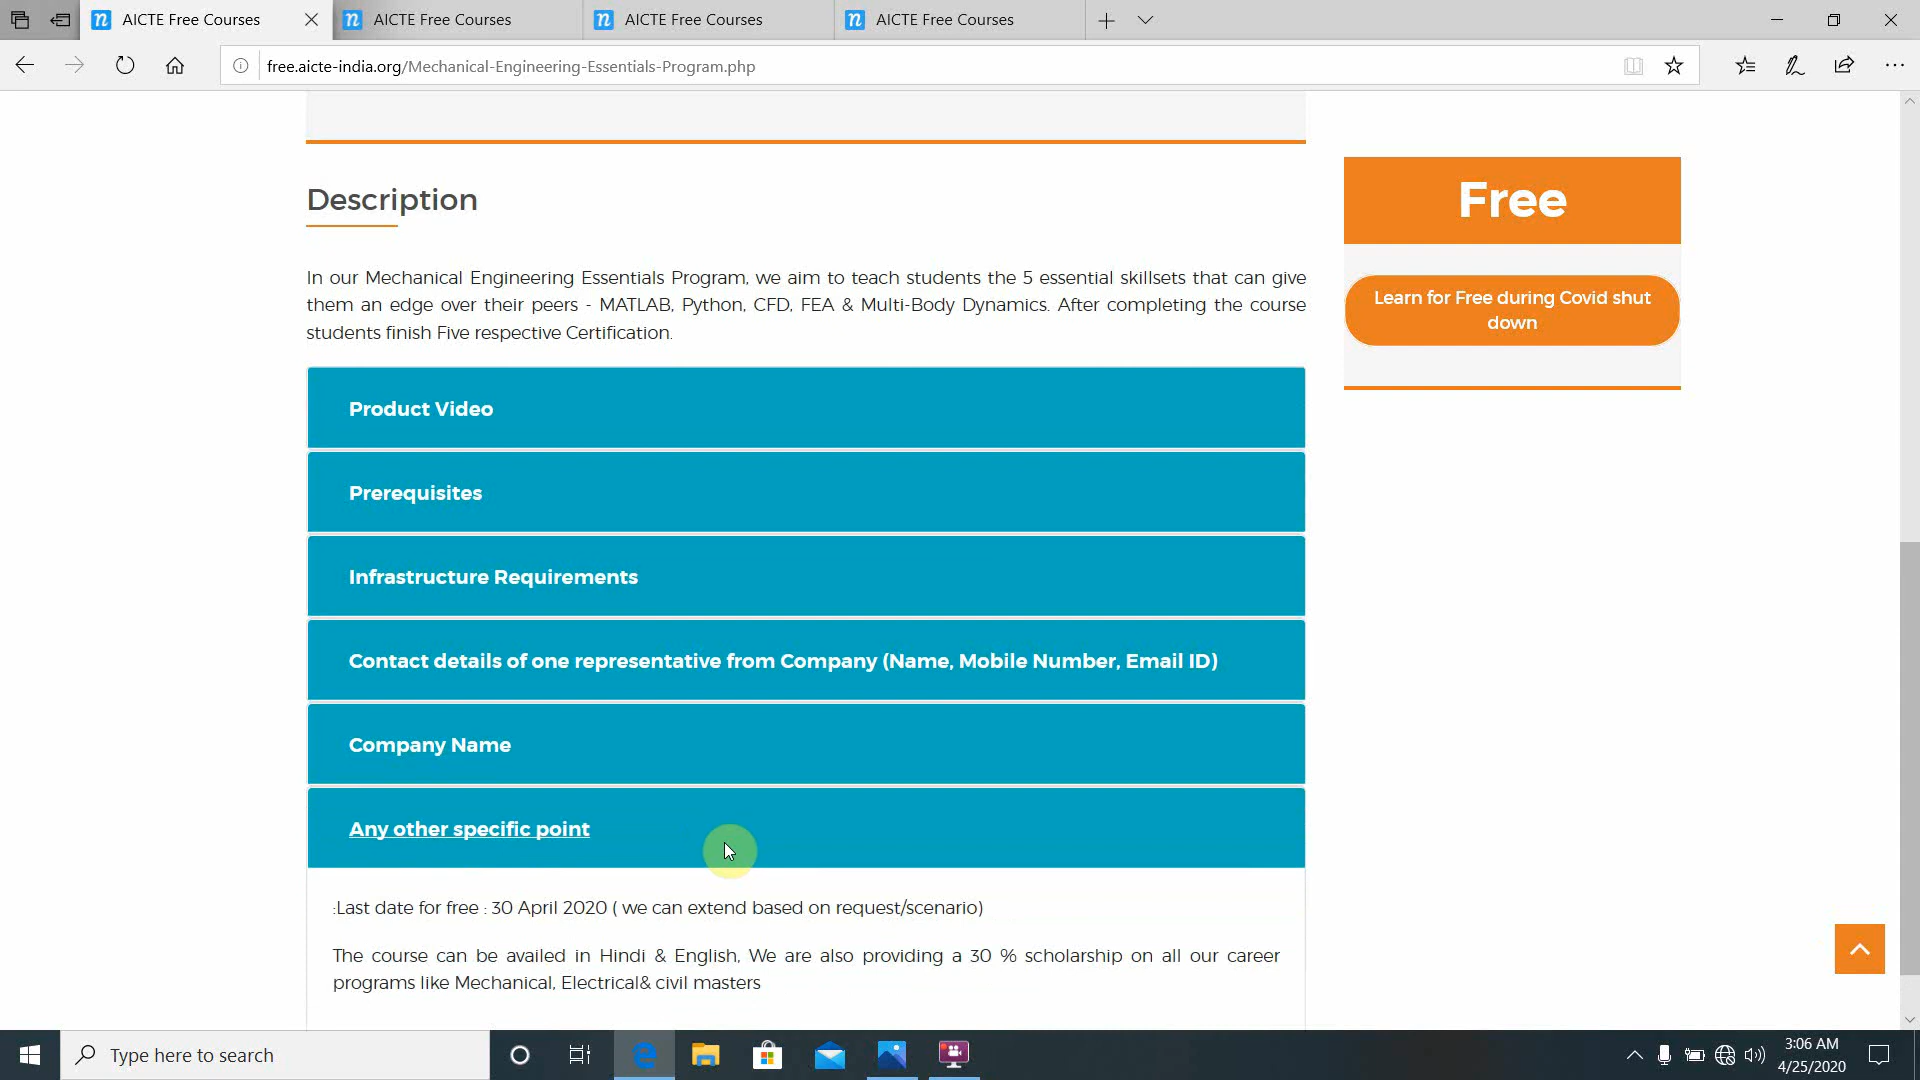 AICTE Free Courses
AICTE Free Courses
AICTE Free Courses
AICTE Free Courses
free.aicte-india.org/Mechanical-Engineering-Essentials-Program.php
Description
In our Mechanical Engineering Essentials Program, we aim to teach students the 5 essential skillsets that can give
them an edge over their peers - MATLAB, Python, CFD, FEA & Multi-Body Dynamics. After completing the course
students finish Five respective Certification.
Free
Learn for Free during Covid shut
down
Product Video
Prerequisites
Infrastructure Requirements
Contact details of one representative from Company (Name, Mobile Number, Email ID)
Company Name
Any other specific point
:Last date for free : 30 April 2020 ( we can extend based on request/scenario)
The course can be availed in Hindi & English, We are also providing a 30 % scholarship on all our career
programs like Mechanical, Electrical& civil masters
Type here to search
3:06 AM
4/25/2020